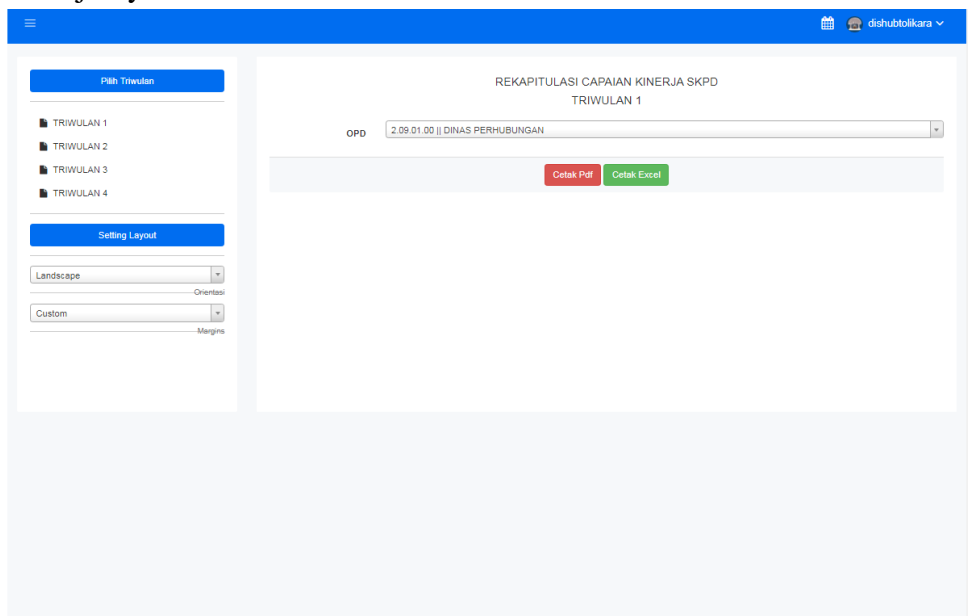 dishubtolikara
Pilih Triwulan
TRIWULAN 1
TRIWULAN 2
TRIWULAN 3
TRIWULAN 4
Setting Layout
Landscape
Orientasi
Custom
Margins
REKAPITULASI CAPAIAN KINERJA SKPD
TRIWULAN 1
OPD
2.09.01.00 || DINAS PERHUBUNGAN
Cetak Pdf
Cetak Excel